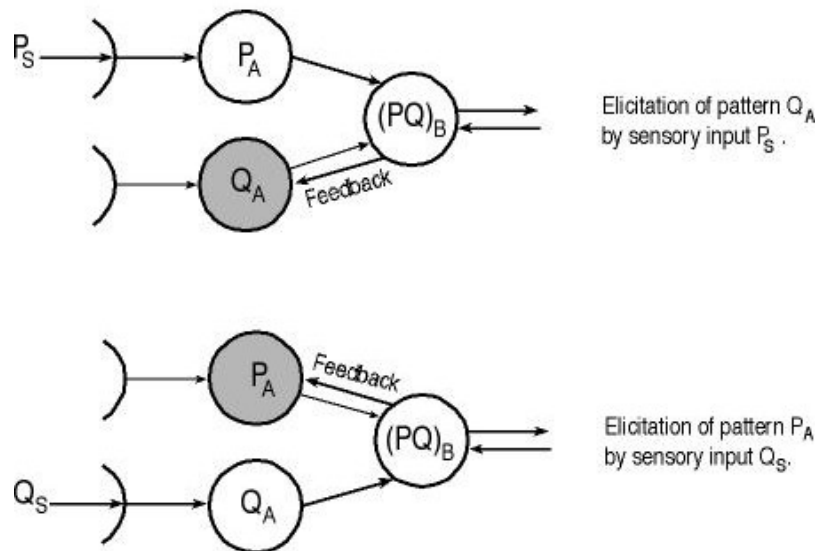 P_S
P_A
(PQ)_B
Q_A
Feedback
Elicitation of pattern Q_A
by sensory input P_S .
P_A
Feedback
(PQ)_B
Q_S
Q_A
Elicitation of pattern P_A
by sensory input Q_S.